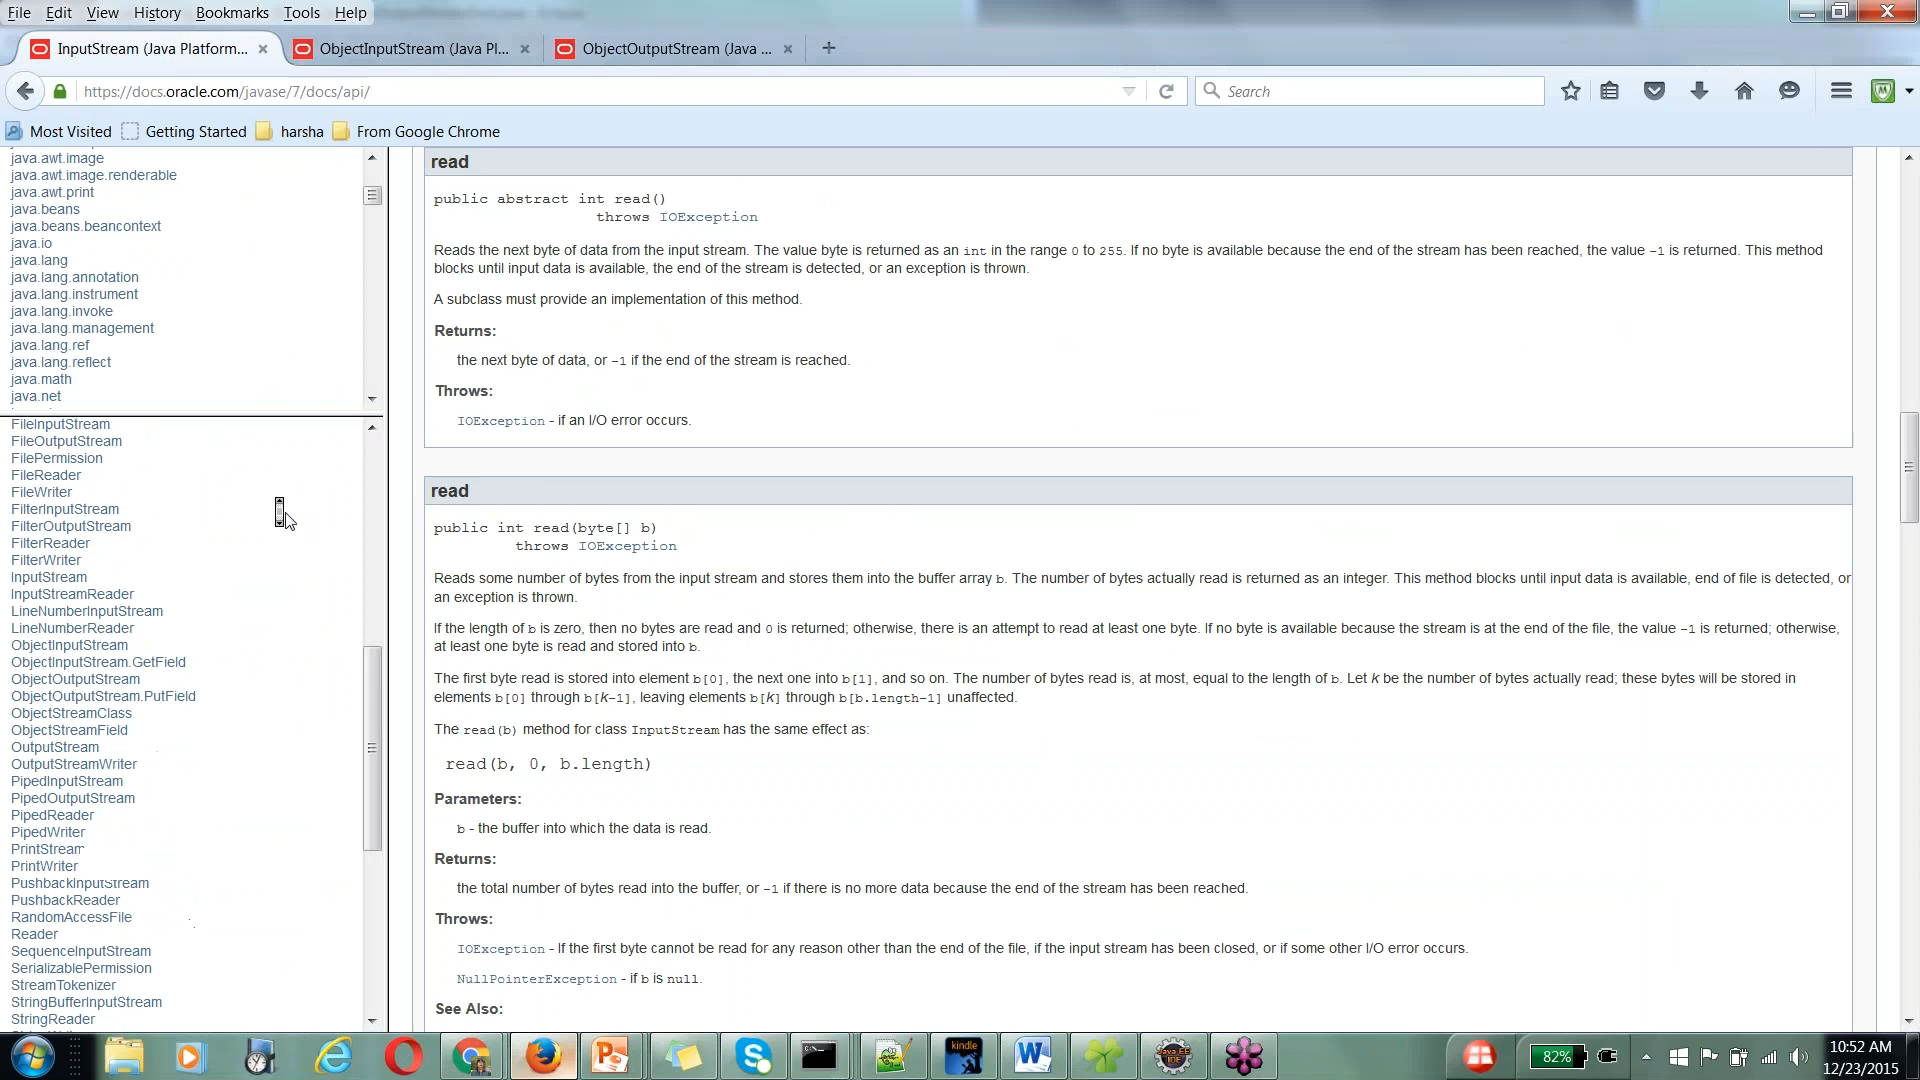 File Edit View History Bookmarks Tools Help
InputStream (Java Platform... ObjectInputStream (Java Pl... ObjectOutputStream (Java ...
https://docs.oracle.com/javase/7/docs/api/
Search
Most Visited Getting Started harsha From Google Chrome
java.awt.image
java.awt.image.renderable
java.awt.print
java.beans
java.beans.beancontext
java.io
java.lang
java.lang.annotation
java.lang.instrument
java.lang.invoke
java.lang.management
java.lang.ref
java.lang.reflect
java.math
java.net
FileInputStream
FileOutputStream
FilePermission
FileReader
FileWriter
FilterInputStream
FilterOutputStream
FilterReader
FilterWriter
InputStream
InputStreamReader
LineNumberInputStream
LineNumberReader
ObjectInputStream
ObjectInputStream.GetField
ObjectOutputStream
ObjectOutputStream.PutField
ObjectStreamClass
ObjectStreamField
OutputStream
OutputStreamWriter
PipedInputStream
PipedOutputStream
PipedReader
PipedWriter
PrintStream
PrintWriter
PushbackInputStream
PushbackReader
RandomAccessFile
Reader
SequenceInputStream
SerializablePermission
StreamTokenizer
StringBufferInputStream
StringReader
read
public abstract int read()
throws IOException
Reads the next byte of data from the input stream. The value byte is returned as an int in the range 0 to 255. If no byte is available because the end of the stream has been reached, the value -1 is returned. This method
blocks until input data is available, the end of the stream is detected, or an exception is thrown.
A subclass must provide an implementation of this method.
Returns:
the next byte of data, or -1 if the end of the stream is reached.
Throws:
IOException - if an I/O error occurs.
read
public int read(byte[] b)
throws IOException
Reads some number of bytes from the input stream and stores them into the buffer array b. The number of bytes actually read is returned as an integer. This method blocks until input data is available, end of file is detected, or
an exception is thrown.
If the length of b is zero, then no bytes are read and 0 is returned; otherwise, there is an attempt to read at least one byte. If no byte is available because the stream is at the end of the file, the value -1 is returned; otherwise,
at least one byte is read and stored into b.
The first byte read is stored into element b[0], the next one into b[1], and so on. The number of bytes read is, at most, equal to the length of b. Let k be the number of bytes actually read; these bytes will be stored in
elements b[0] through b[k-1], leaving elements b[k] through b[b.length-1] unaffected.
The read(b) method for class InputStream has the same effect as:
read(b, 0, b.length)
Parameters:
b - the buffer into which the data is read.
Returns:
the total number of bytes read into the buffer, or -1 if there is no more data because the end of the stream has been reached.
Throws:
IOException - If the first byte cannot be read for any reason other than the end of the file, if the input stream has been closed, or if some other I/O error occurs.
NullPointerException - if b is null.
See Also:
kindle
Java EE
IDE
82%
10:52 AM
12/23/2015